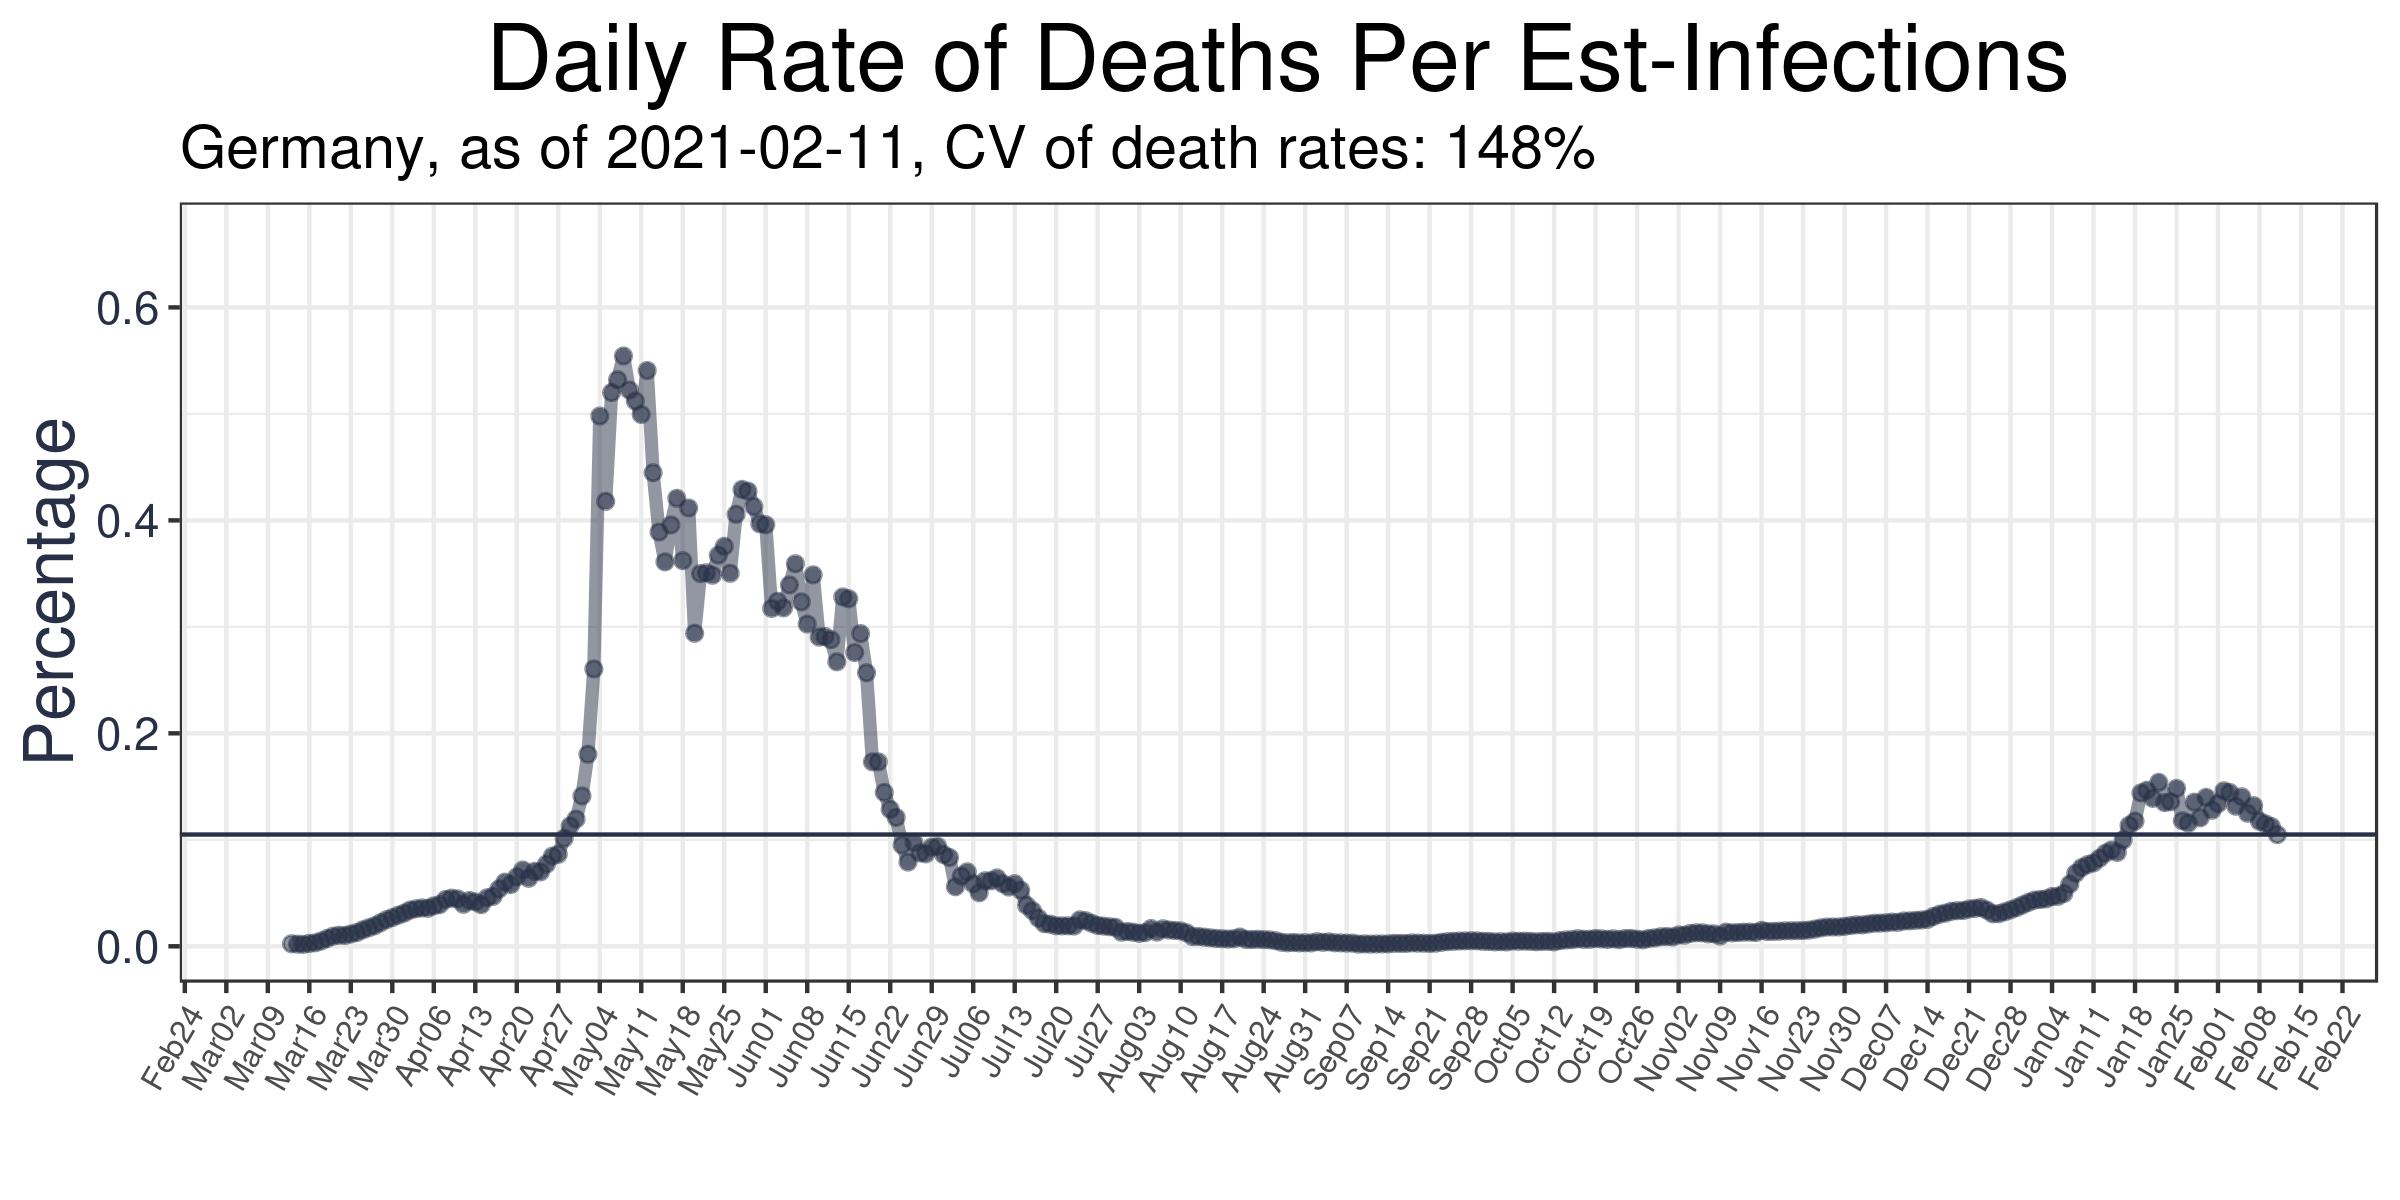 Daily Rate of Deaths Per Est-Infections
Germany, as of 2021-02-11, CV of death rates: 148%
Percentage
0.6
0.4
0.2
0.0
Feb24 Mar02 Mar09 Mar16 Mar23 Mar30 Apr06 Apr13 Apr20 Apr27 May04 May11 May18 May25 Jun01 Jun08 Jun15 Jun22 Jun29 Jul06 Jul13 Jul20 Jul27 Aug03 Aug10 Aug17 Aug24 Aug31 Sep07 Sep14 Sep21 Sep28 Oct05 Oct12 Oct19 Oct26 Nov02 Nov09 Nov16 Nov23 Nov30 Dec07 Dec14 Dec21 Dec28 Jan04 Jan11 Jan18 Jan25 Feb01 Feb08 Feb15 Feb22